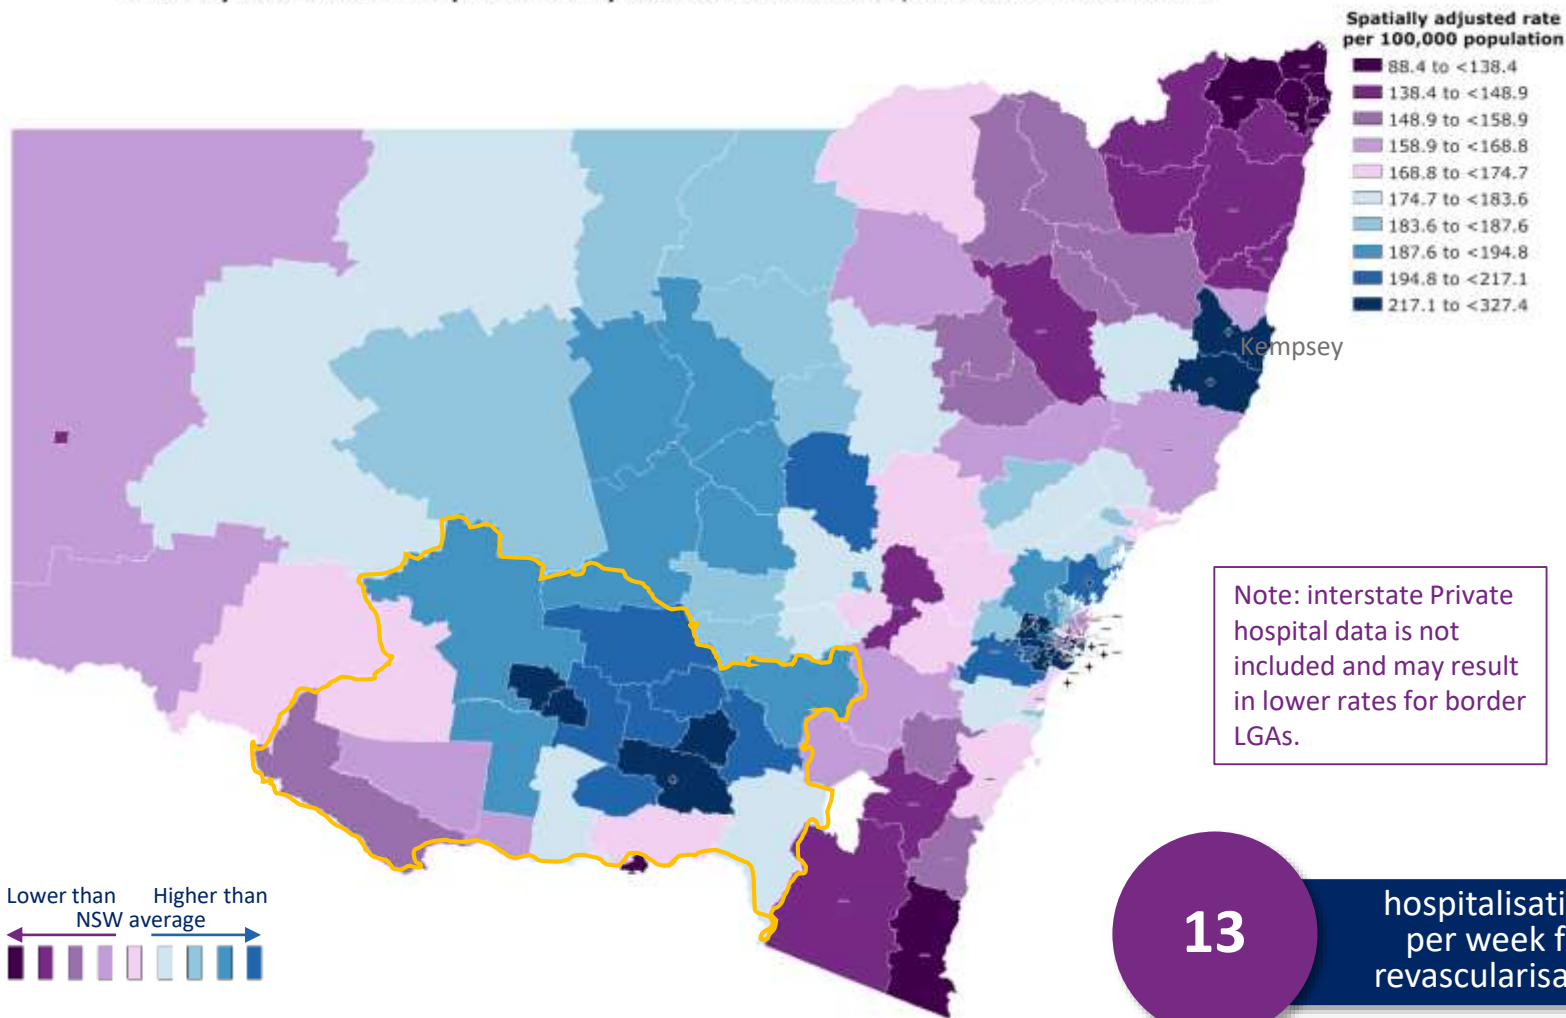 Spatially adjusted rate
per 100,000 population
88.4 to <138.4
138.4 to <148.9
148.9 to <158.9
158.9 to <168.8
168.8 to <174.7
174.7 to <183.6
183.6 to <187.6
187.6 to <194.8
194.8 to <217.1
217.1 to <327.4
Kempsey
Note: interstate Private
hospital data is not
included and may result
in lower rates for border
LGAs.
Lower than Higher than
NSW average
13
per week